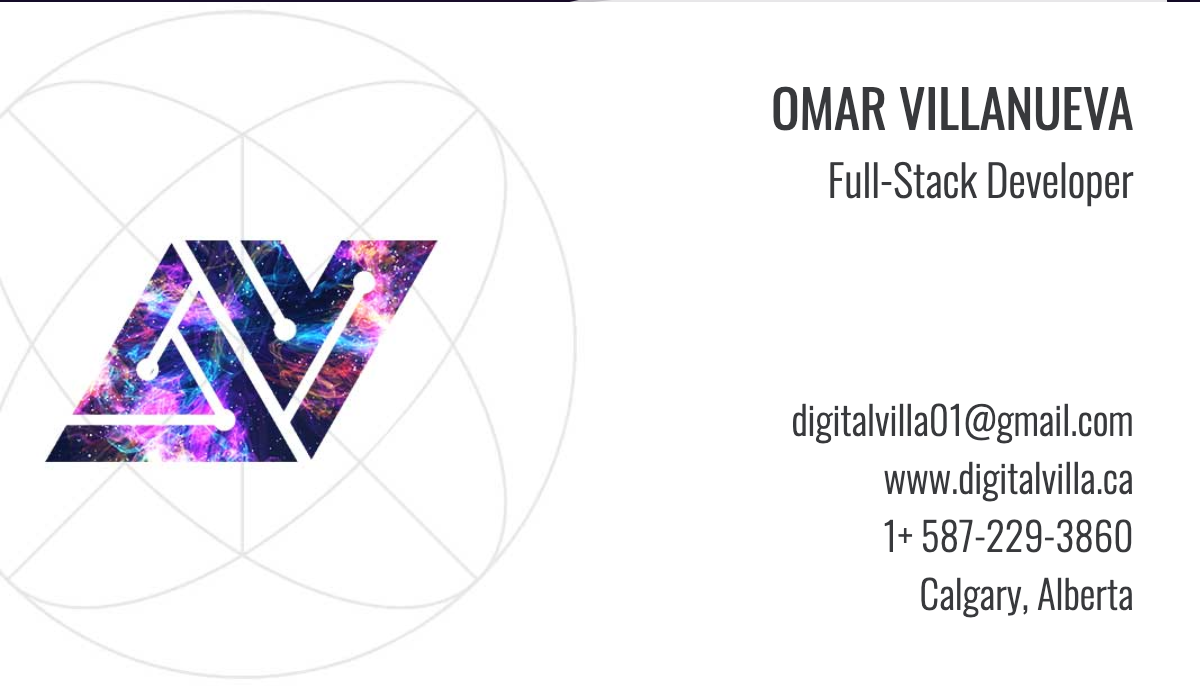 OMAR VILLANUEVA
Full-Stack Developer
digitalvilla01@gmail.com
www.digitalvilla.ca
1+ 587-229-3860
Calgary, Alberta